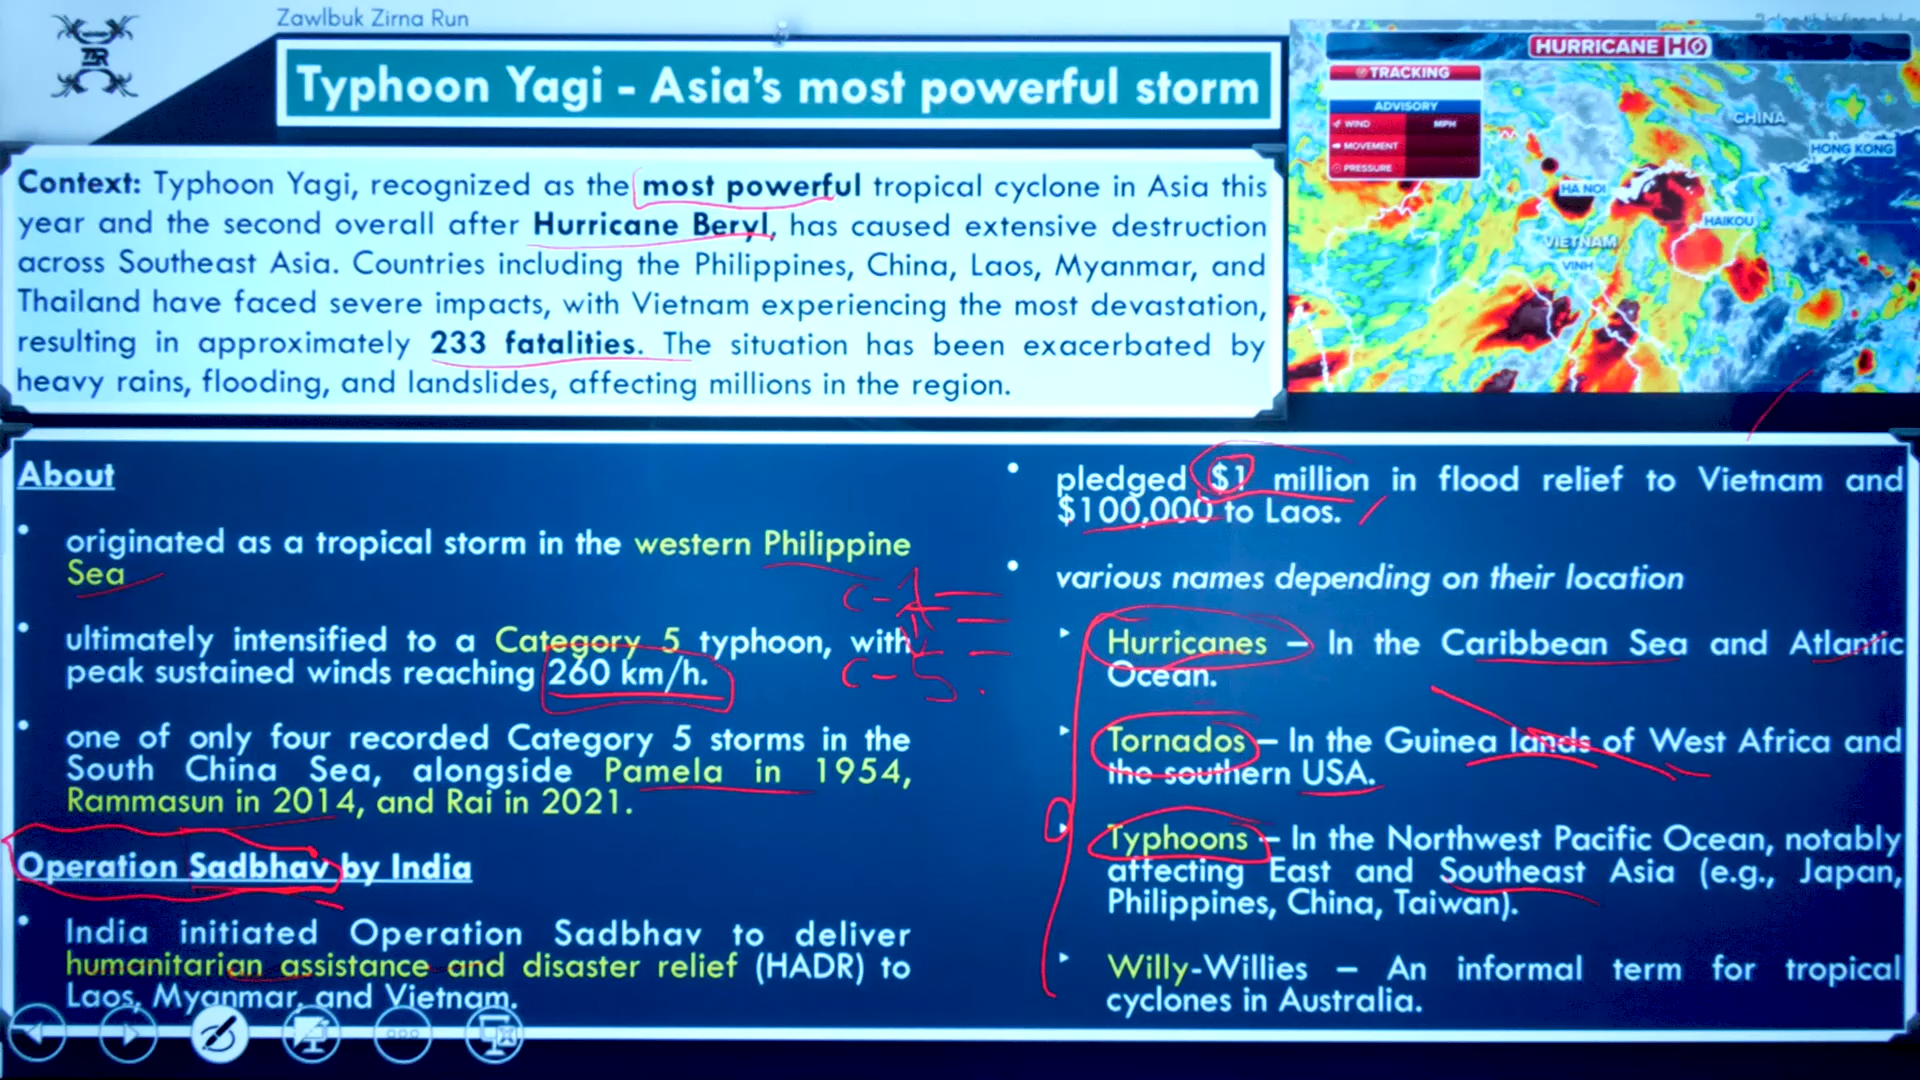 Zawlbuk Zirna Run
Typhoon Yagi - Asia's most powerful storm
Context: Typhoon Yagi, recognized as the most powerful tropical cyclone in Asia this
year and the second overall after Hurricane Beryl, has caused extensive destruction
across Southeast Asia. Countries including the Philippines, China, Laos, Myanmar, and
Thailand have faced severe impacts, with Vietnam experiencing the most devastation,
resulting in approximately 233 fatalities. The situation has been exacerbated by
heavy rains, flooding, and landslides, affecting millions in the region.
HURRICANE HQ
TRACKING
ADVISORY
WIND MPH
MOVEMENT
PRESSURE
CHINA
HONG KONG
HA NOI
HAIKOU
VIETNAM
VINH
About
• originated as a tropical storm in the western Philippine
Sea
• ultimately intensified to a Category 5 typhoon, with
peak sustained winds reaching 260 km/h.
• one of only four recorded Category 5 storms in the
South China Sea, alongside Pamela in 1954,
Rammasun in 2014, and Rai in 2021.
Operation Sadbhav by India
• India initiated Operation Sadbhav to deliver
humanitarian assistance and disaster relief (HADR) to
Laos, Myanmar, and Vietnam.
C-1
C-5.
• pledged $1 million in flood relief to Vietnam and
$100,000 to Laos.
• various names depending on their location
Hurricanes – In the Caribbean Sea and Atlantic
Ocean.
Tornados – In the Guinea lands of West Africa and
the southern USA.
Typhoons – In the Northwest Pacific Ocean, notably
affecting East and Southeast Asia (e.g., Japan,
Philippines, China, Taiwan).
Willy-Willies – An informal term for tropical
cyclones in Australia.